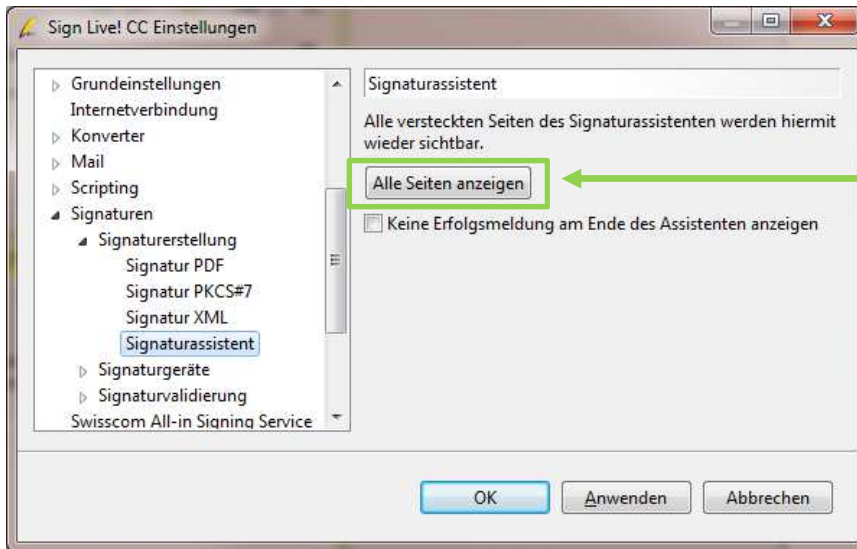 Sign Live! CC Einstellungen
Grundeinstellungen
Internetverbindung
Konverter
Mail
Scripting
Signaturen
Signaturerstellung
Signatur PDF
Signatur PKCS#7
Signatur XML
Signaturassistent
Signaturgeräte
Signaturvalidierung
Swisscom All-in Signing Service
Signaturassistent
Alle versteckten Seiten des Signaturassistenten werden hiermit
wieder sichtbar.
Alle Seiten anzeigen
Keine Erfolgsmeldung am Ende des Assistenten anzeigen
OK
Anwenden
Abbrechen